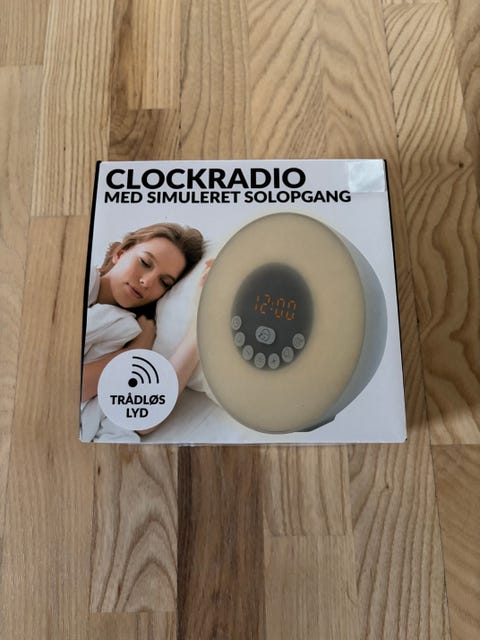 CLOCKRADIO
MED SIMULERET SOLOPGANG
12:00
TRÅDLØS
LYD